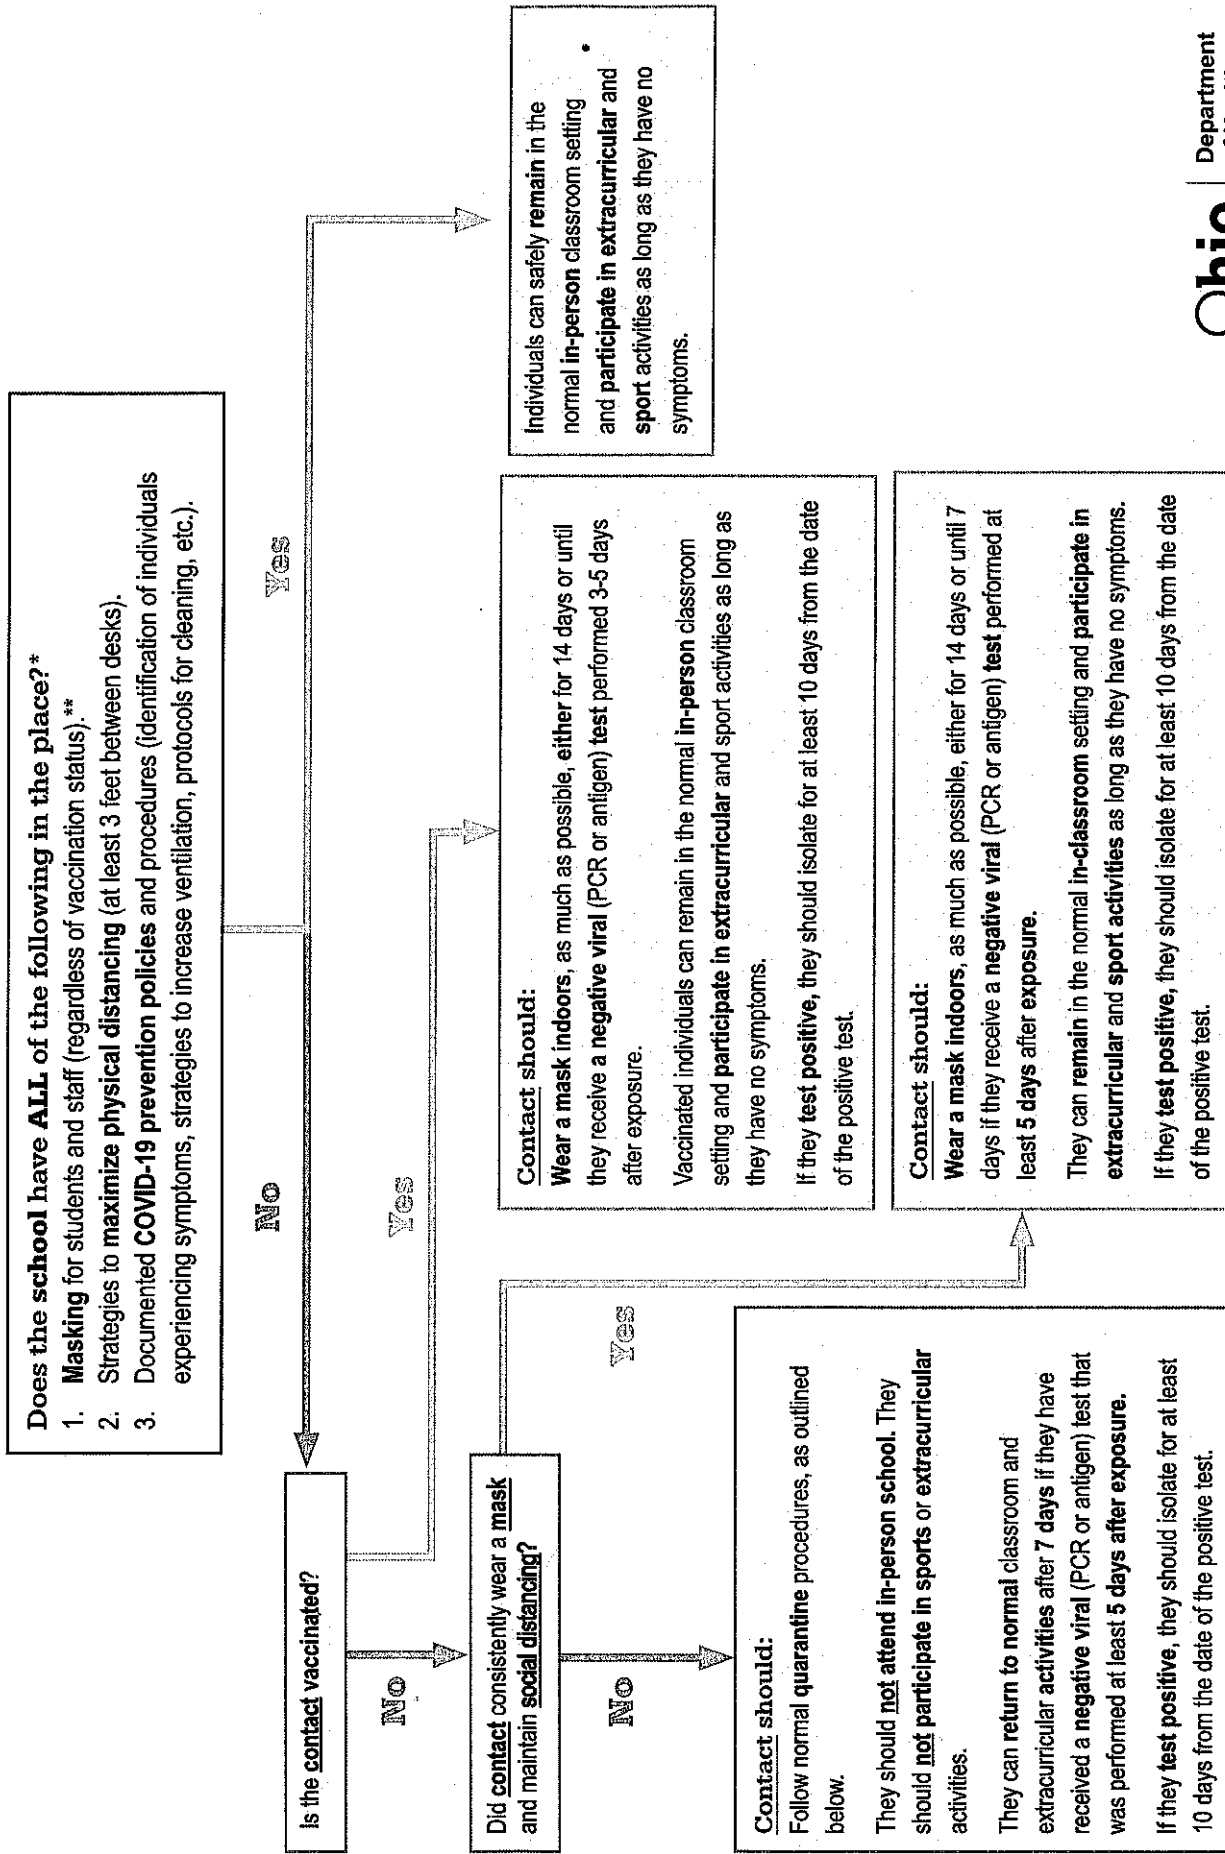 Does the school have ALL of the following in the place?*
1. Masking for students and staff (regardless of vaccination status).**
2. Strategies to maximize physical distancing (at least 3 feet between desks).
3. Documented COVID-19 prevention policies and procedures (identification of individuals
experiencing symptoms, strategies to increase ventilation, protocols for cleaning, etc.).
No
Yes
Is the contact vaccinated?
No
Yes
Did contact consistently wear a mask
and maintain social distancing?
No
Yes
Contact should:
Follow normal quarantine procedures, as outlined
below.
They should not attend in-person school. They
should not participate in sports or extracurricular
activities.
They can return to normal classroom and
extracurricular activities after 7 days if they have
received a negative viral (PCR or antigen) test that
was performed at least 5 days after exposure.
If they test positive, they should isolate for at least
10 days from the date of the positive test.
Contact should:
Wear a mask indoors, as much as possible, either for 14 days or until
they receive a negative viral (PCR or antigen) test performed 3-5 days
after exposure.
Vaccinated individuals can remain in the normal in-person classroom
setting and participate in extracurricular and sport activities as long as
they have no symptoms.
If they test positive, they should isolate for at least 10 days from the date
of the positive test.
Contact should:
Wear a mask indoors, as much as possible, either for 14 days or until 7
days if they receive a negative viral (PCR or antigen) test performed at
least 5 days after exposure.
They can remain in the normal in-classroom setting and participate in
extracurricular and sport activities as long as they have no symptoms.
If they test positive, they should isolate for at least 10 days from the date
of the positive test.
Individuals can safely remain in the
normal in-person classroom setting
and participate in extracurricular and
sport activities as long as they have no
symptoms.
Ohio
Department